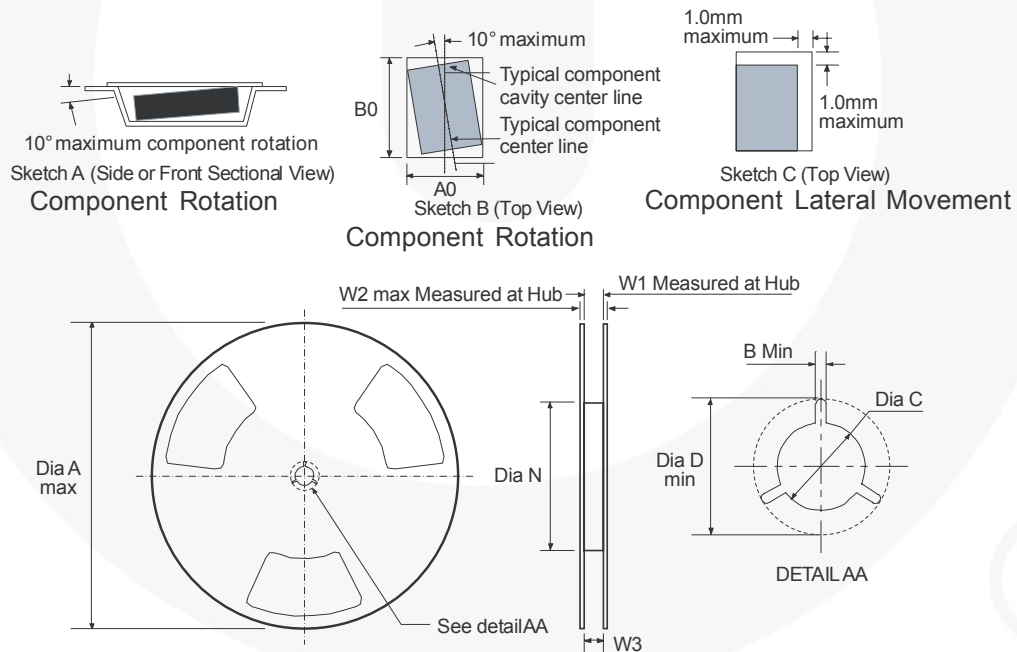 10° maximum component rotation
Sketch A (Side or Front Sectional View)
Component Rotation
10° maximum
Typical component
cavity center line
Typical component
center line
B0
A0
Sketch B (Top View)
Component Rotation
1.0mm
maximum
1.0mm
maximum
Sketch C (Top View)
Component Lateral Movement
Dia A
max
See detail AA
W2 max Measured at Hub
W1 Measured at Hub
Dia N
W3
B Min
Dia C
Dia D
min
DETAIL AA